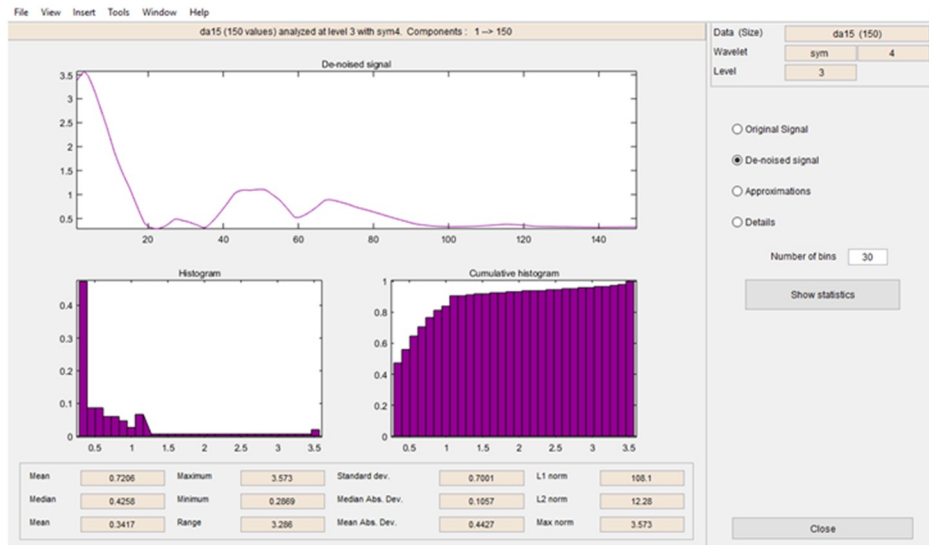 File View Insert Tools Window Help
da15 (150 values) analyzed at level 3 with sym4. Components : 1 --> 150
Data (Size) da15 (150)
Wavelet sym 4
Level 3
De-noised signal
3.5
3
2.5
2
1.5
1
0.5
20 40 60 80 100 120 140
Original Signal
De-noised signal
Approximations
Details
Number of bins 30
Show statistics
Histogram
0.4
0.3
0.2
0.1
0
0.5 1 1.5 2 2.5 3 3.5
Cumulative histogram
1
0.8
0.6
0.4
0.2
0
0.5 1 1.5 2 2.5 3 3.5
Mean 0.7206 Maximum 3.573 Standard dev. 0.7001 L1 norm 108.1
Median 0.4258 Minimum 0.2869 Median Abs. Dev. 0.1057 L2 norm 12.28
Mean 0.3417 Range 3.286 Mean Abs. Dev. 0.4427 Max norm 3.573
Close